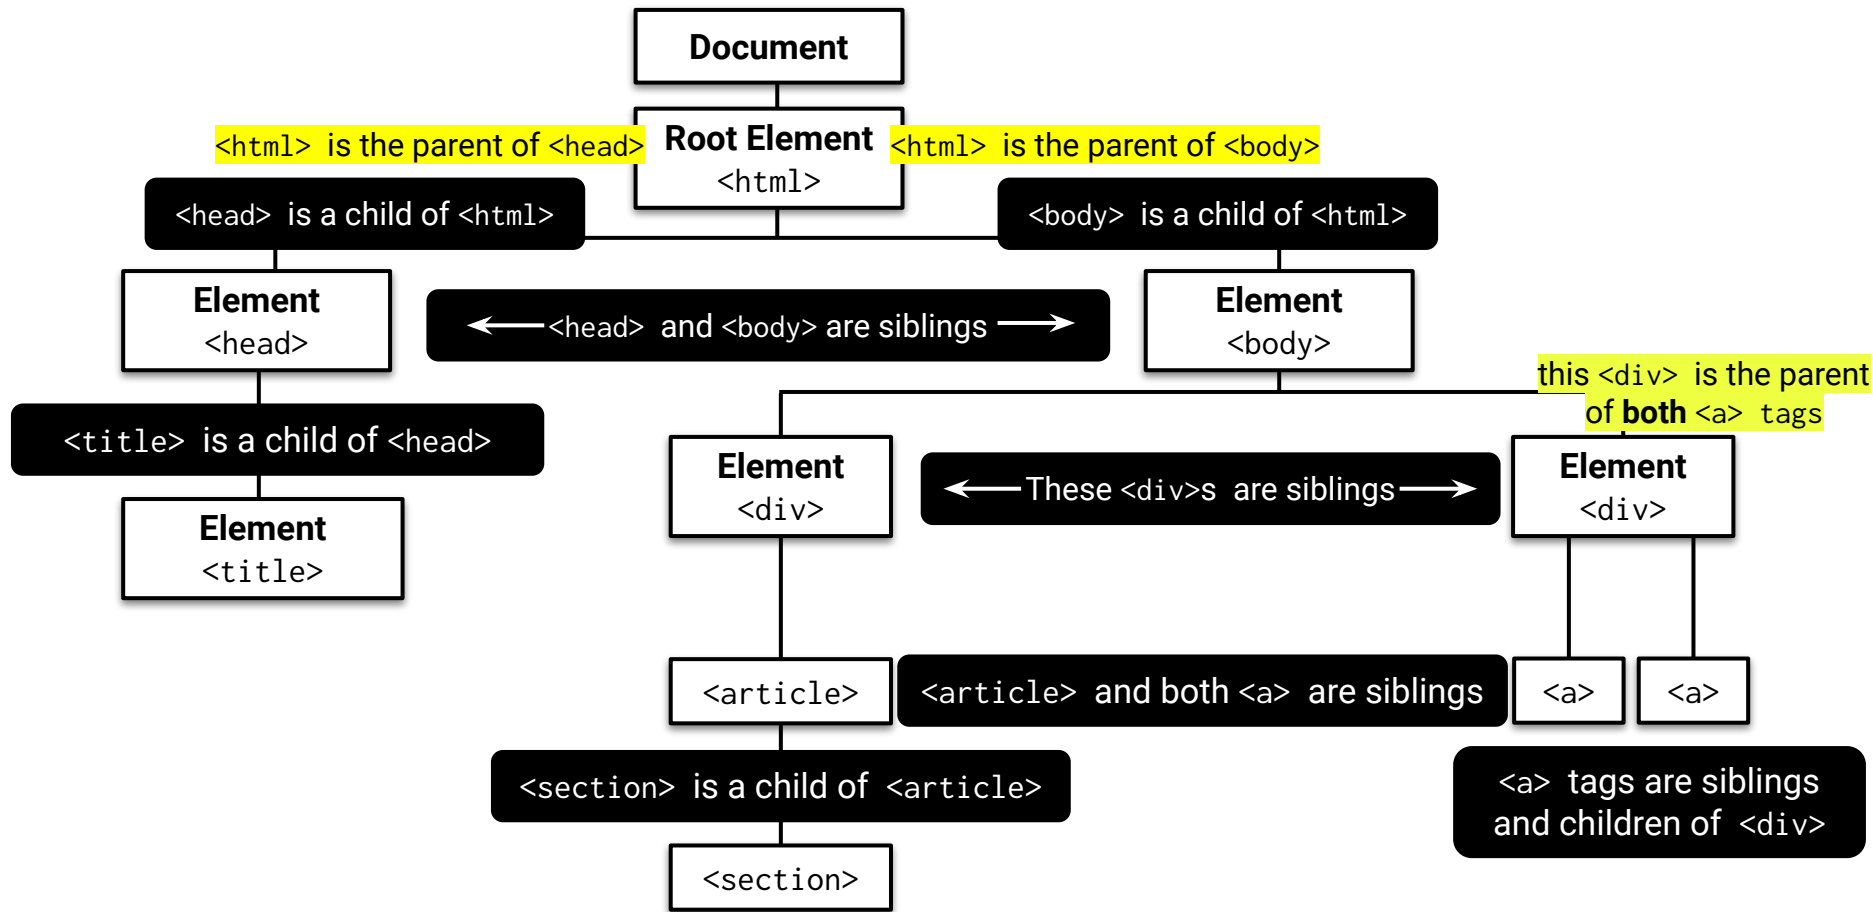 Document
<html> is the parent of <head>
Root Element
<html>
<html> is the parent of <body>
<head> is a child of <html>
<body> is a child of <html>
Element
<head>
<head> and <body> are siblings
Element
<body>
this <div> is the parent
of both <a> tags
<title> is a child of <head>
Element
<div>
These <div>s are siblings
Element
<div>
Element
<title>
<article>
<article> and both <a> are siblings
<a>
<a>
<section> is a child of <article>
<a> tags are siblings
and children of <div>
<section>